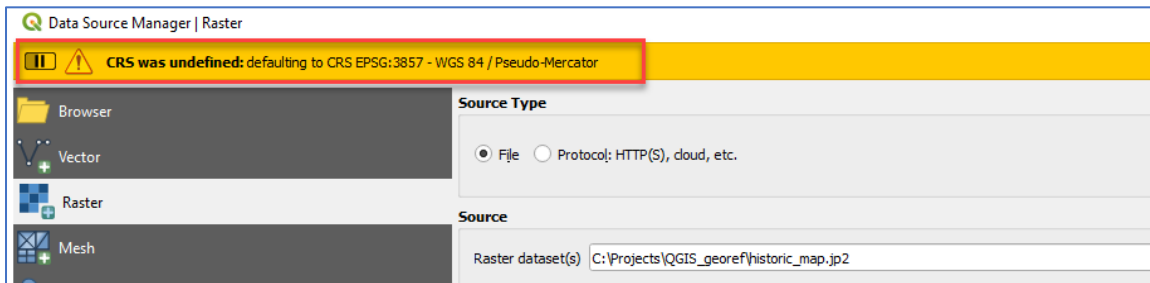 Data Source Manager | Raster
CRS was undefined: defaulting to CRS EPSG:3857 - WGS 84 / Pseudo-Mercator
Browser
Source Type
Vector
File Protocol: HTTP(S), cloud, etc.
Raster
Source
Mesh
Raster dataset(s) C:\Projects\QGIS_georef\historic_map.jp2